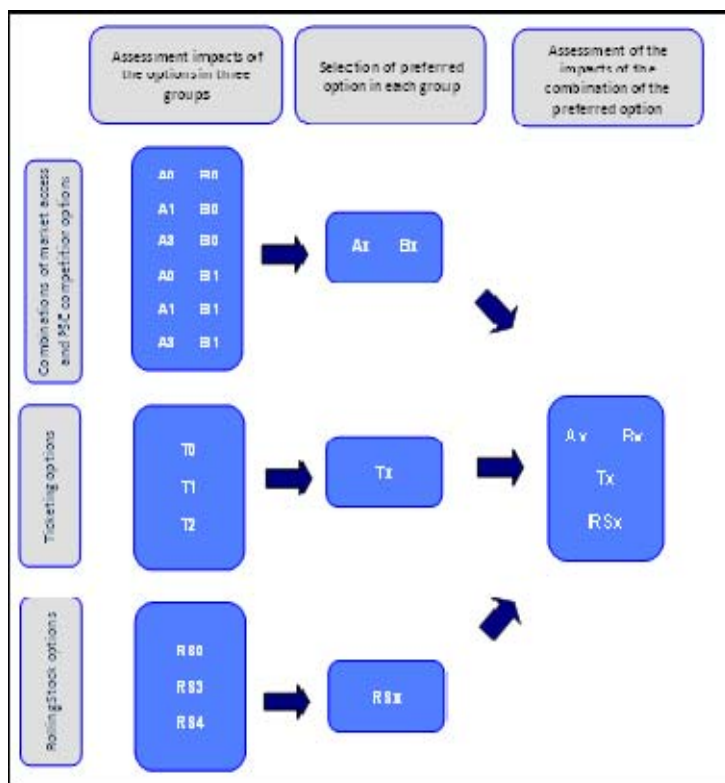 Assessment impacts of
the options in three
groups
Selection of preferred
option in each group
Assessment of the
impacts of the
combination of the
preferred option
Combinations of market access
and PSC competition options
A0 B0
A1 B0
A3 B0
A0 B1
A1 B1
A3 B1
Ax Bx
Ticketing options
T0
T1
T2
Tx
Ax Bx
Tx
RSx
Rolling Stock options
RS0
RS3
RS4
RSx